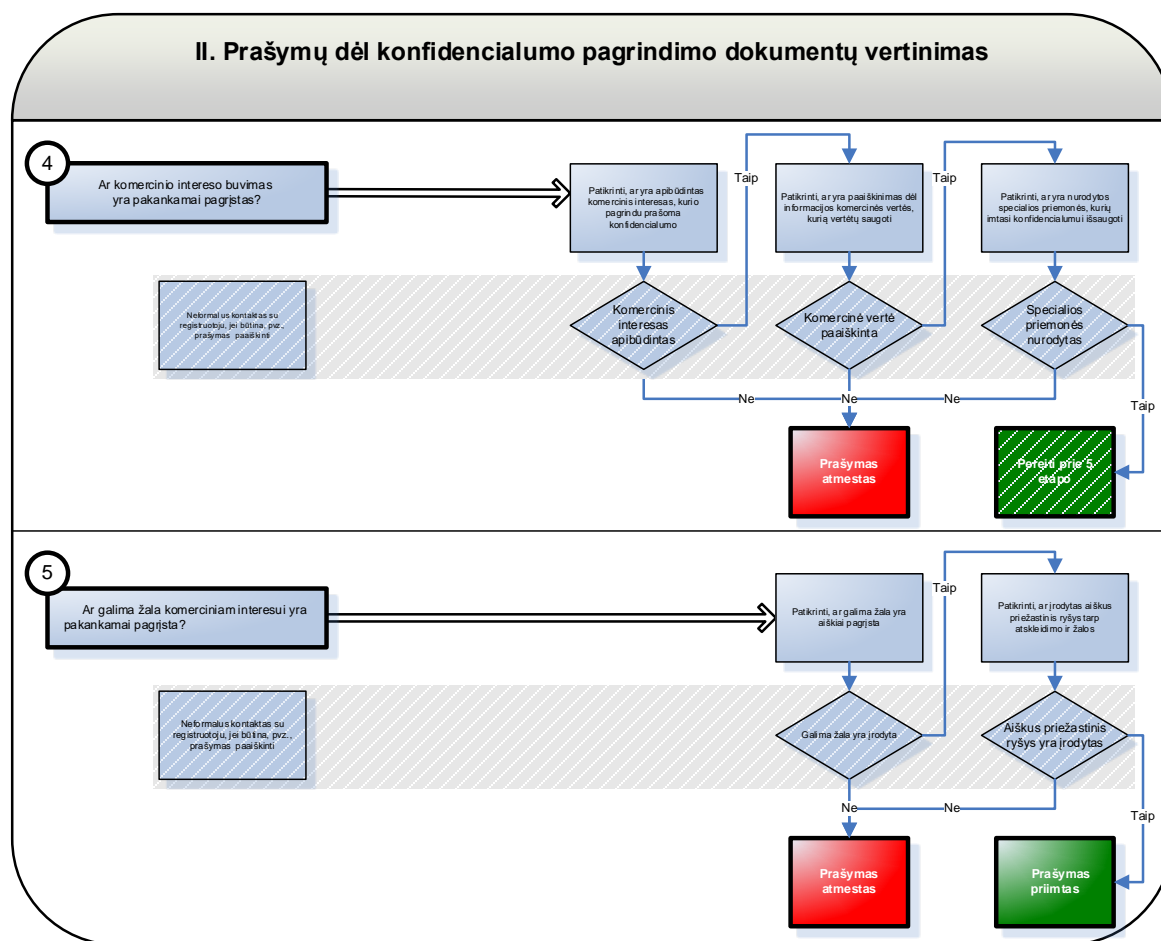 II. Prašymų dėl konfidencialumo pagrindimo dokumentų vertinimas
4
Ar komercinio intereso buvimas
yra pakankamai pagrįstas?
Patikrinti, ar yra apibūdintas
komercinis interesas, kurio
pagrindu prašoma
konfidencialumo
Taip
Patikrinti, ar yra paaiškinimas dėl
informacijos komercinės vertės,
kurią vertėtų saugoti
Taip
Patikrinti, ar yra nurodytos
specialios priemonės, kurių
imtasi konfidencialumui išsaugoti
Neformalus kontaktas su
registruotoju, jei būtina, pvz.,
prašymas paaiškinti
Komercinis
interesas
apibūdintas
Komercinė vertė
paaiškinta
Specialios
priemonės
nurodytas
Ne
Ne
Ne
Taip
Prašymas
atmestas
Pereiti prie 5
etapo
5
Ar galima žala komerciniam interesui yra
pakankamai pagrįsta?
Patikrinti, ar galima žala yra
aiškiai pagrįsta
Taip
Patikrinti, ar įrodytas aiškus
priežastinis ryšys tarp
atskleidimo ir žalos
Neformalus kontaktas su
registruotoju, jei būtina, pvz.,
prašymas paaiškinti
Galima žala yra įrodyta
Aiškus priežastinis
ryšys yra įrodytas
Ne
Ne
Taip
Prašymas
atmestas
Prašymas
priimtas